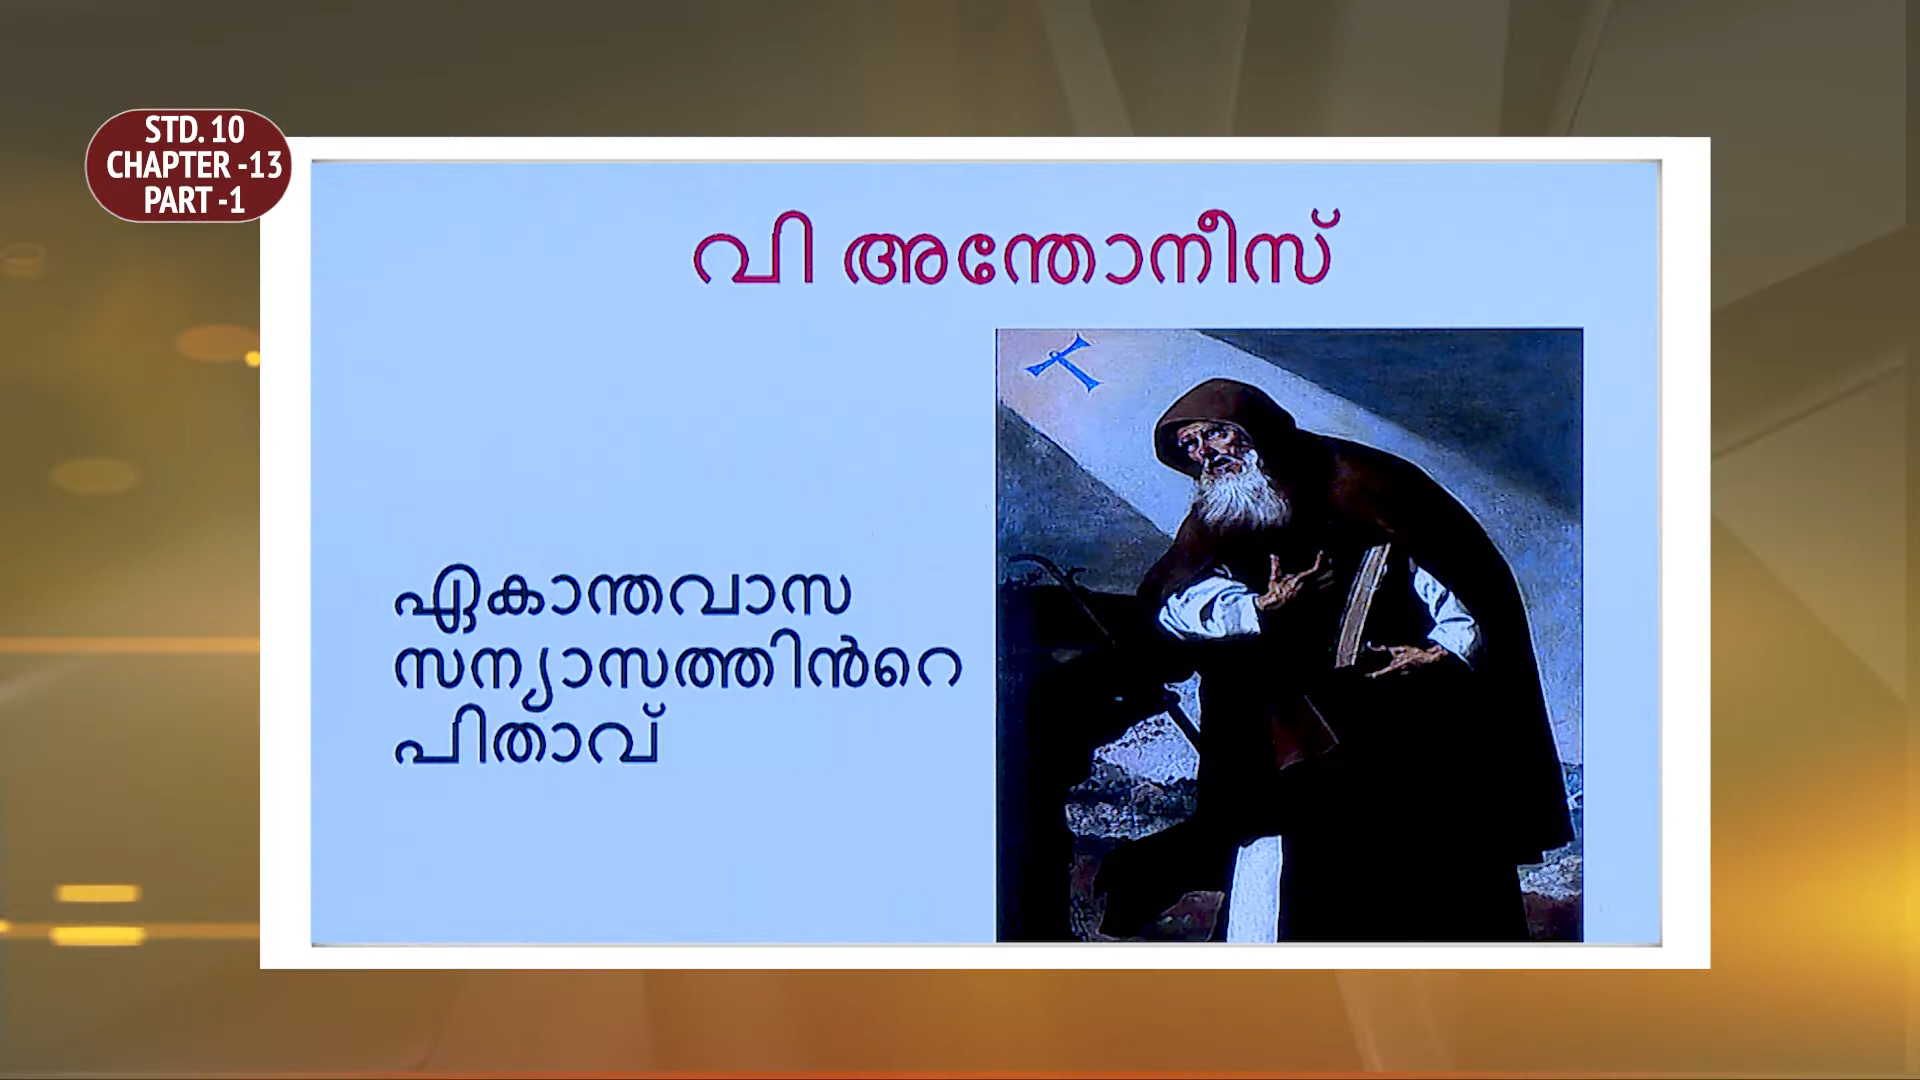 STD. 10
CHAPTER -13
PART -1
വി അന്തോനീസ്
ഏകാന്തവാസ
സന്യാസത്തിൻറെ
പിതാവ്